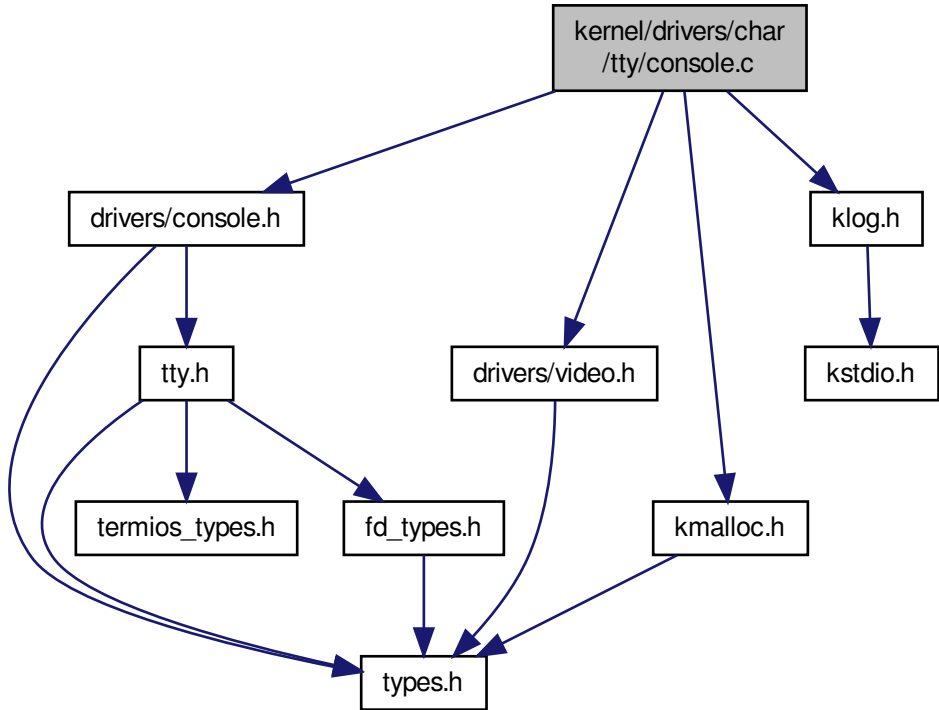 kernel/drivers/char
/tty/console.c
drivers/console.h
klog.h
tty.h
drivers/video.h
kstdio.h
termios_types.h
fd_types.h
kmalloc.h
types.h